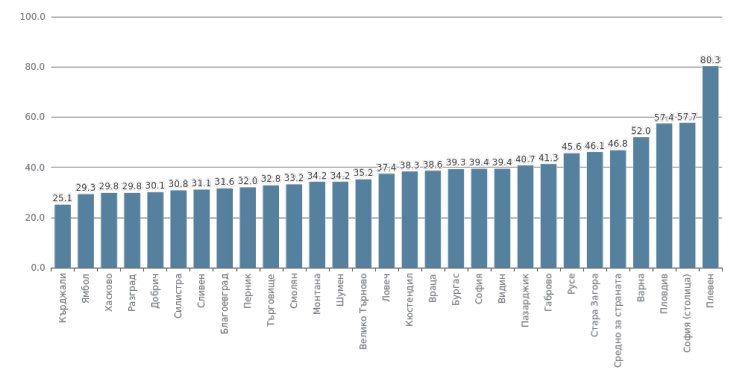 100.0
80.0
60.0
40.0
20.0
0.0
25.1 29.3 29.8 29.8 30.1 30.8 31.1 31.6 32.0 32.8 33.2 34.2 34.2 35.2 37.4 38.3 38.6 39.3 39.4 39.4 40.7 41.3 45.6 46.1 46.8 52.0 57.4 57.7 80.3
Кърджали
Ямбол
Хасково
Разград
Добрич
Силистра
Сливен
Благоевград
Перник
Търговище
Смолян
Монтана
Шумен
Велико Търново
Ловеч
Кюстендил
Враца
Бургас
София
Видин
Пазарджик
Габрово
Русе
Стара Загора
Средно за страната
Варна
Пловдив
София (столица)
Плевен